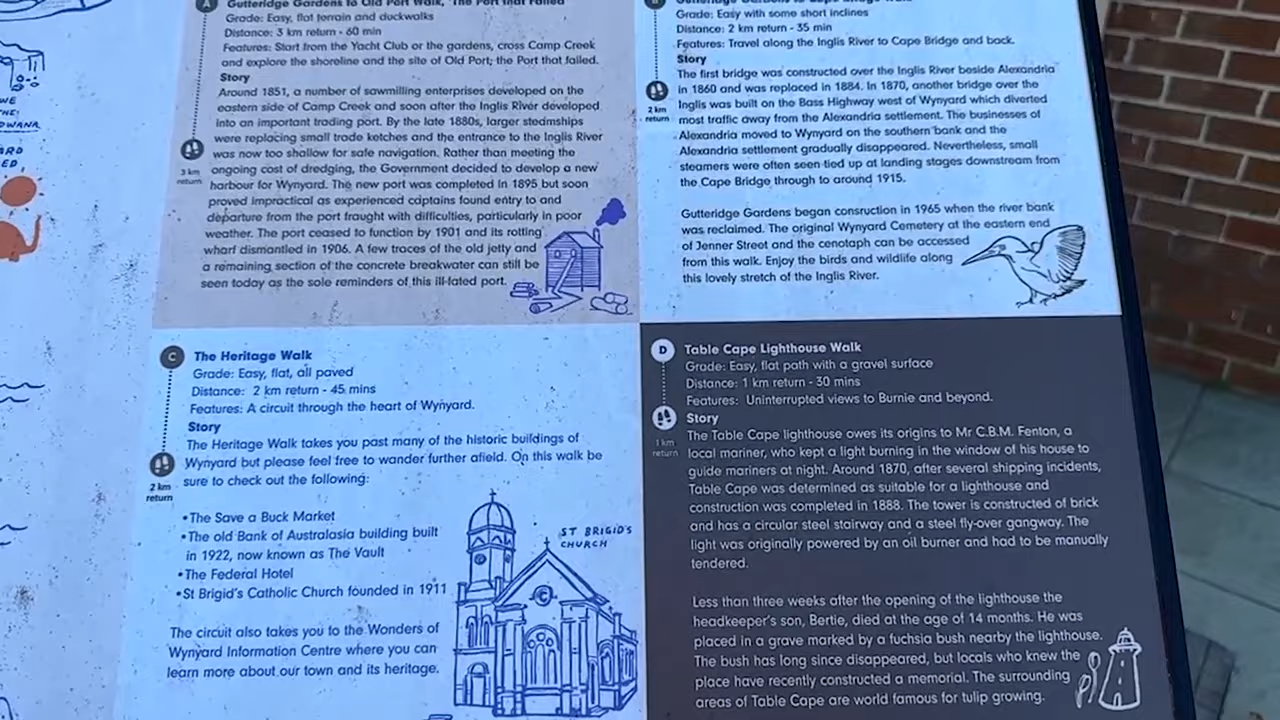 A
Gutteridge Gardens to Old Port Walk, 'The Port that Failed'
Grade: Easy, flat terrain and duckwalks
Distance: 3 km return - 60 min
Features: Start from the Yacht Club or the gardens, cross Camp Creek
and explore the shoreline and the site of Old Port; the Port that failed.
Story
Around 1851, a number of sawmilling enterprises developed on the
eastern side of Camp Creek and soon after the Inglis River developed
into an important trading port. By the late 1880s, larger steamships
were replacing small trade ketches and the entrance to the Inglis River
was now too shallow for safe navigation. Rather than meeting the
ongoing cost of dredging, the Government decided to develop a new
harbour for Wynyard. The new port was completed in 1895 but soon
proved impractical as experienced captains found entry to and
departure from the port fraught with difficulties, particularly in poor
weather. The port ceased to function by 1901 and its rotting
wharf dismantled in 1906. A few traces of the old jetty and
a remaining section of the concrete breakwater can still be
seen today as the sole reminders of this ill-fated port.
3 km
return
Grade: Easy with some short inclines
Distance: 2 km return - 35 min
Features: Travel along the Inglis River to Cape Bridge and back.
Story
The first bridge was constructed over the Inglis River beside Alexandria
in 1860 and was replaced in 1884. In 1870, another bridge over the
Inglis was built on the Bass Highway west of Wynyard which diverted
most traffic away from the Alexandria settlement. The businesses of
Alexandria moved to Wynyard on the southern bank and the
Alexandria settlement gradually disappeared. Nevertheless, small
steamers were often seen tied up at landing stages downstream from
the Cape Bridge through to around 1915.
Gutteridge Gardens began consruction in 1965 when the river bank
was reclaimed. The original Wynyard Cemetery at the eastern end
of Jenner Street and the cenotaph can be accessed
from this walk. Enjoy the birds and wildlife along
this lovely stretch of the Inglis River.
2 km
return
C
The Heritage Walk
Grade: Easy, flat, all paved
Distance: 2 km return - 45 mins
Features: A circuit through the heart of Wynyard.
Story
The Heritage Walk takes you past many of the historic buildings of
Wynyard but please feel free to wander further afield. On this walk be
sure to check out the following:
2 km
return
•The Save a Buck Market
•The old Bank of Australasia building built
in 1922, now known as The Vault
•The Federal Hotel
•St Brigid's Catholic Church founded in 1911
The circuit also takes you to the Wonders of
Wynyard Information Centre where you can
learn more about our town and its heritage.
ST BRIGID'S
CHURCH
D
Table Cape Lighthouse Walk
Grade: Easy, flat path with a gravel surface
Distance: 1 km return - 30 mins
Features: Uninterrupted views to Burnie and beyond.
Story
The Table Cape lighthouse owes its origins to Mr C.B.M. Fenton, a
local mariner, who kept a light burning in the window of his house to
guide mariners at night. Around 1870, after several shipping incidents,
Table Cape was determined as suitable for a lighthouse and
construction was completed in 1888. The tower is constructed of brick
and has a circular steel stairway and a steel fly-over gangway. The
light was originally powered by an oil burner and had to be manually
tendered.
1 km
return
Less than three weeks after the opening of the lighthouse the
headkeeper's son, Bertie, died at the age of 14 months. He was
placed in a grave marked by a fuchsia bush nearby the lighthouse.
The bush has long since disappeared, but locals who knew the
place have recently constructed a memorial. The surrounding
areas of Table Cape are world famous for tulip growing.